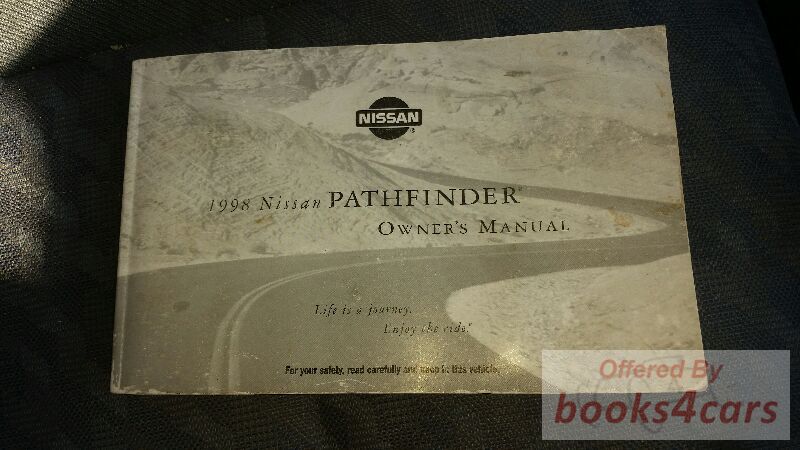 NISSAN
1998 Nissan PATHFINDER®
OWNER'S MANUAL
Life is a journey.
Enjoy the ride.®
For your safety, read carefully and keep in this vehicle.
Offered By
books4cars